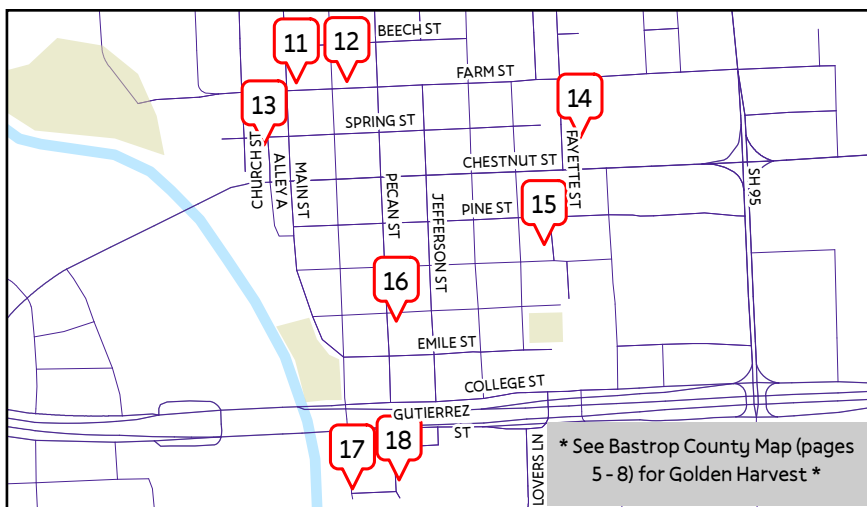 BEECH ST
11
12
FARM ST
13
14
SPRING ST
CHURCH ST
ALLEY A
MAIN ST
FAYETTE ST
CHESTNUT ST
SH 95
PECAN ST
JEFFERSON ST
PINE ST
15
16
EMILE ST
COLLEGE ST
GUTIERREZ
ST
17
18
LOVERS LN
* See Bastrop County Map (pages
5 - 8) for Golden Harvest *